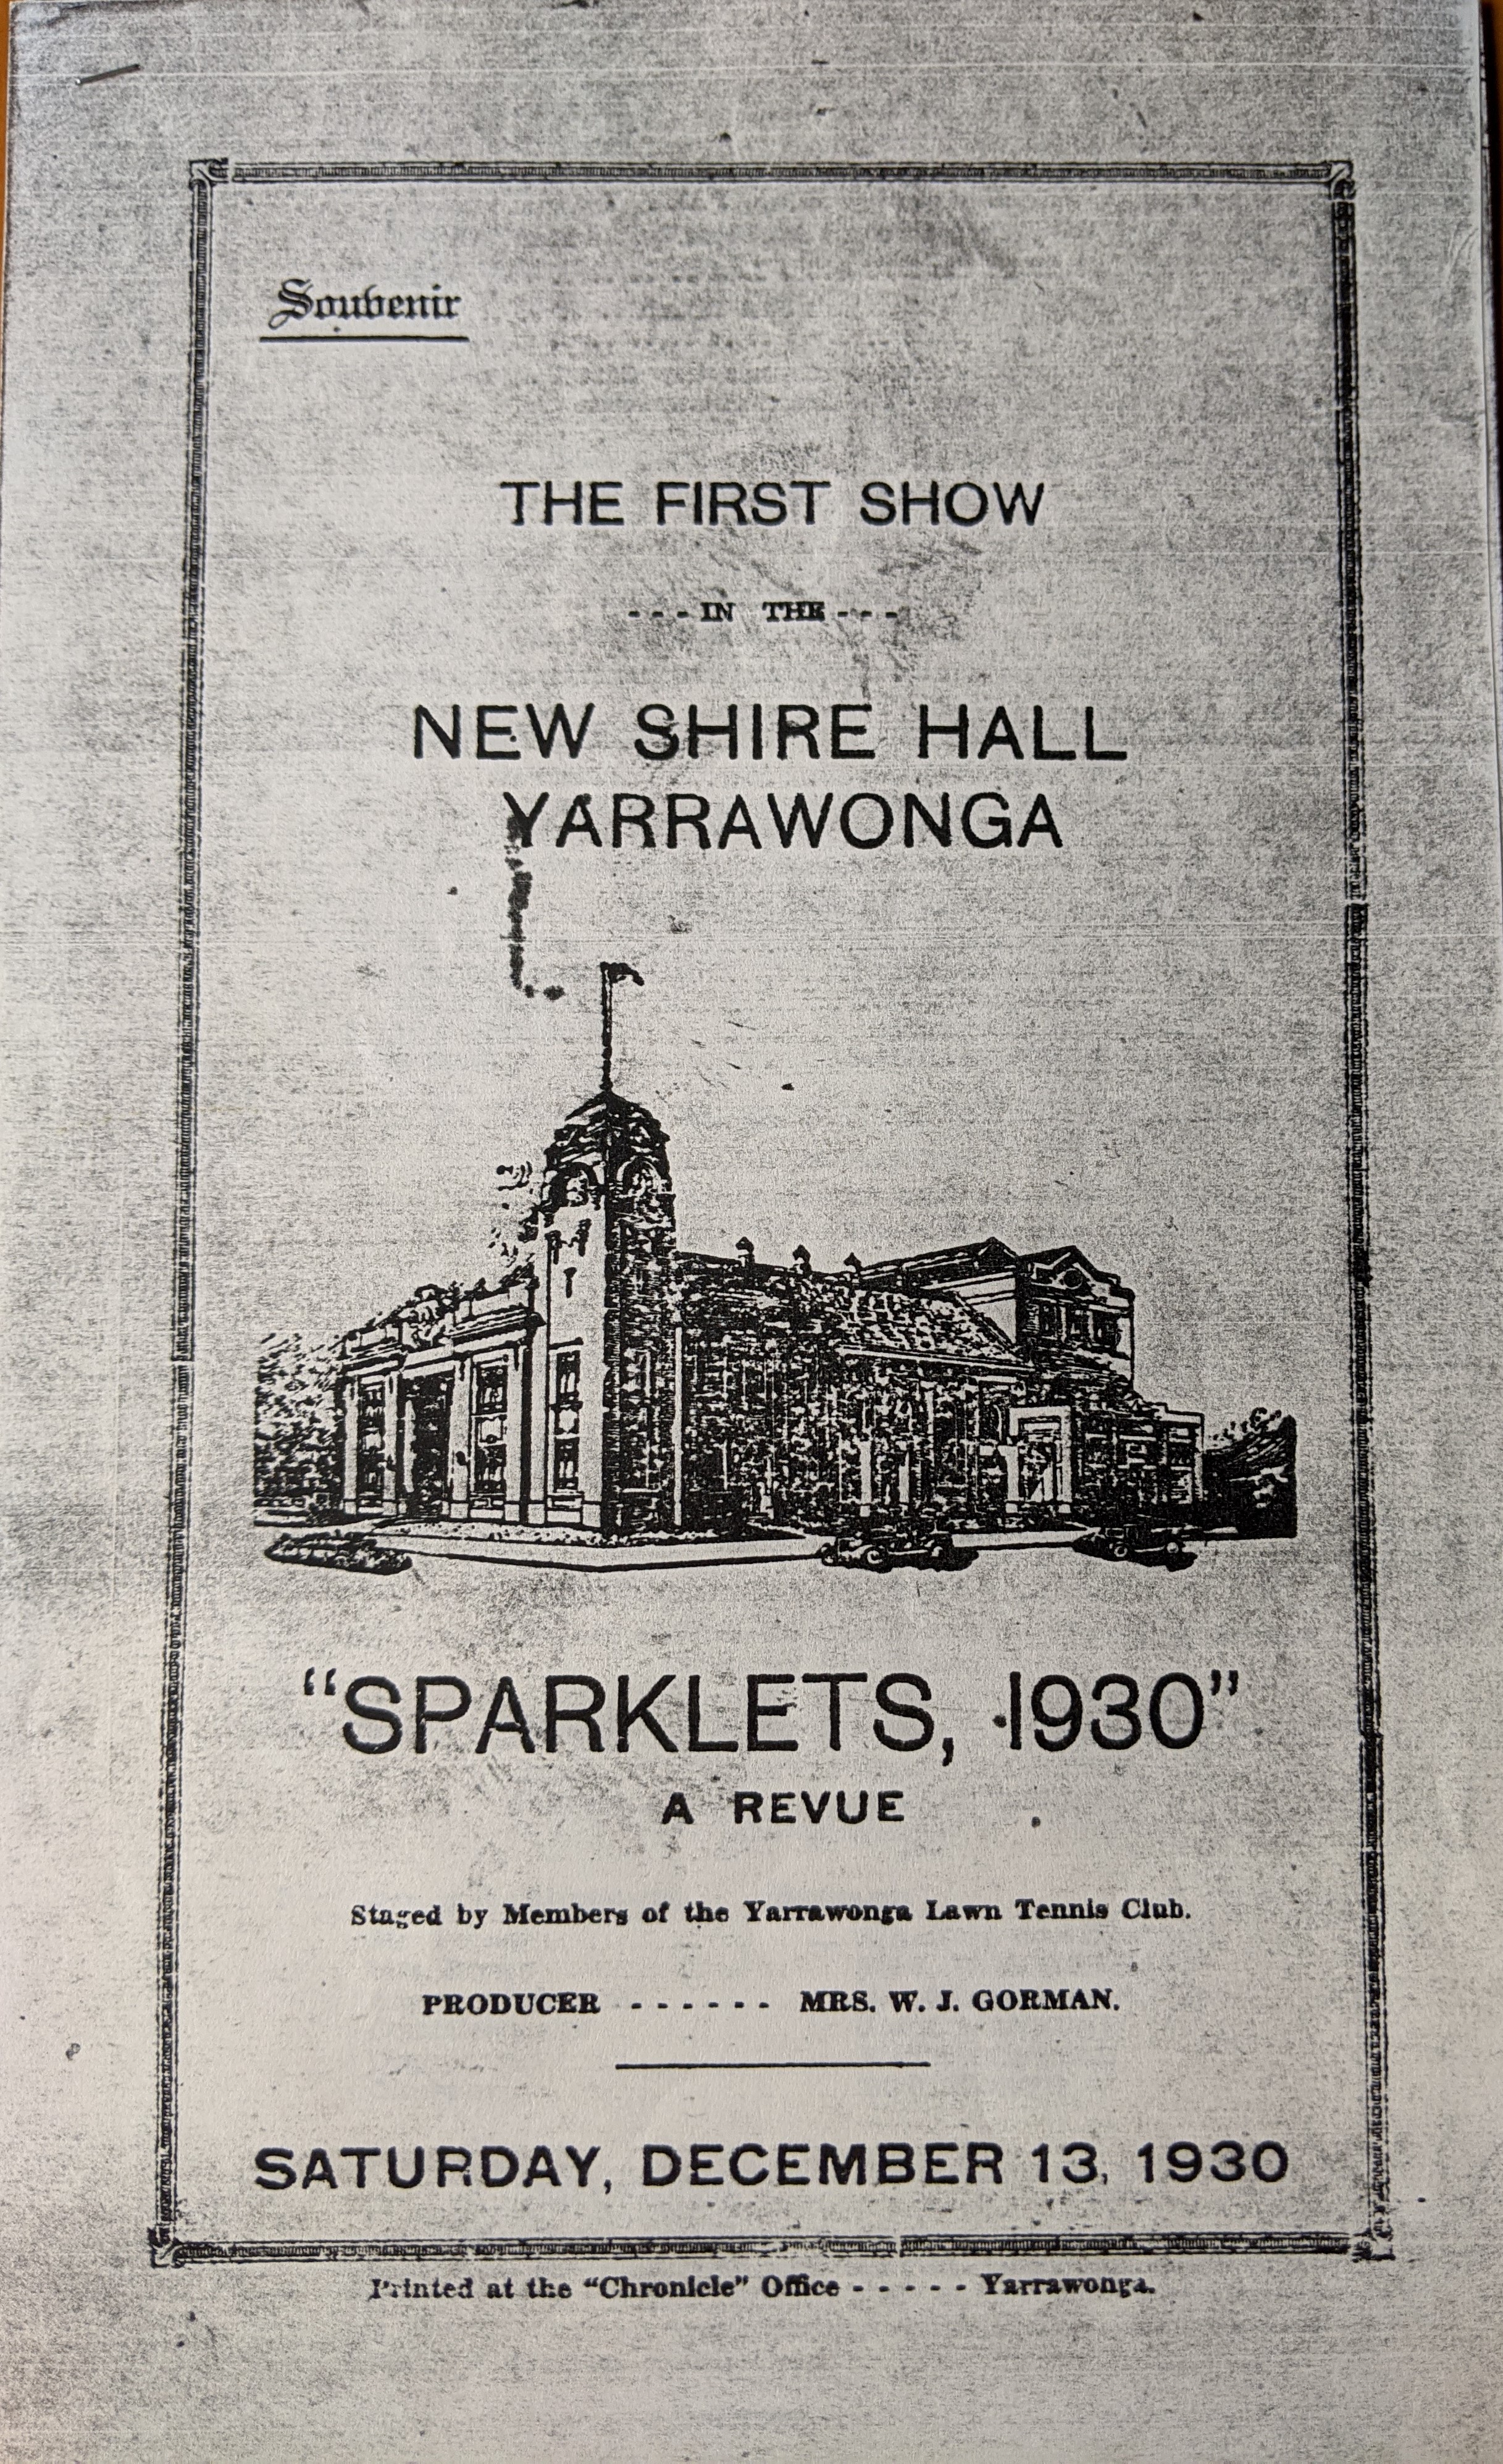 Souvenir
THE FIRST SHOW
- - - IN THE - - -
NEW SHIRE HALL
YARRAWONGA
"SPARKLETS, 1930"
A REVUE
Staged by Members of the Yarrawonga Lawn Tennis Club.
PRODUCER - - - - - - MRS. W. J. GORMAN.
SATURDAY, DECEMBER 13, 1930
Printed at the "Chronicle" Office - - - - - Yarrawonga.